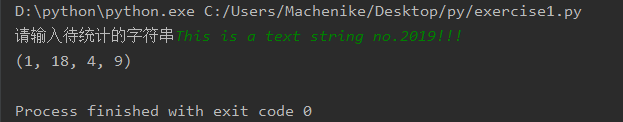 D:\python\python.exe C:/Users/Machenike/Desktop/py/exercise1.py
请输入待统计的字符串This is a text string no.2019!!!
(1, 18, 4, 9)
Process finished with exit code 0